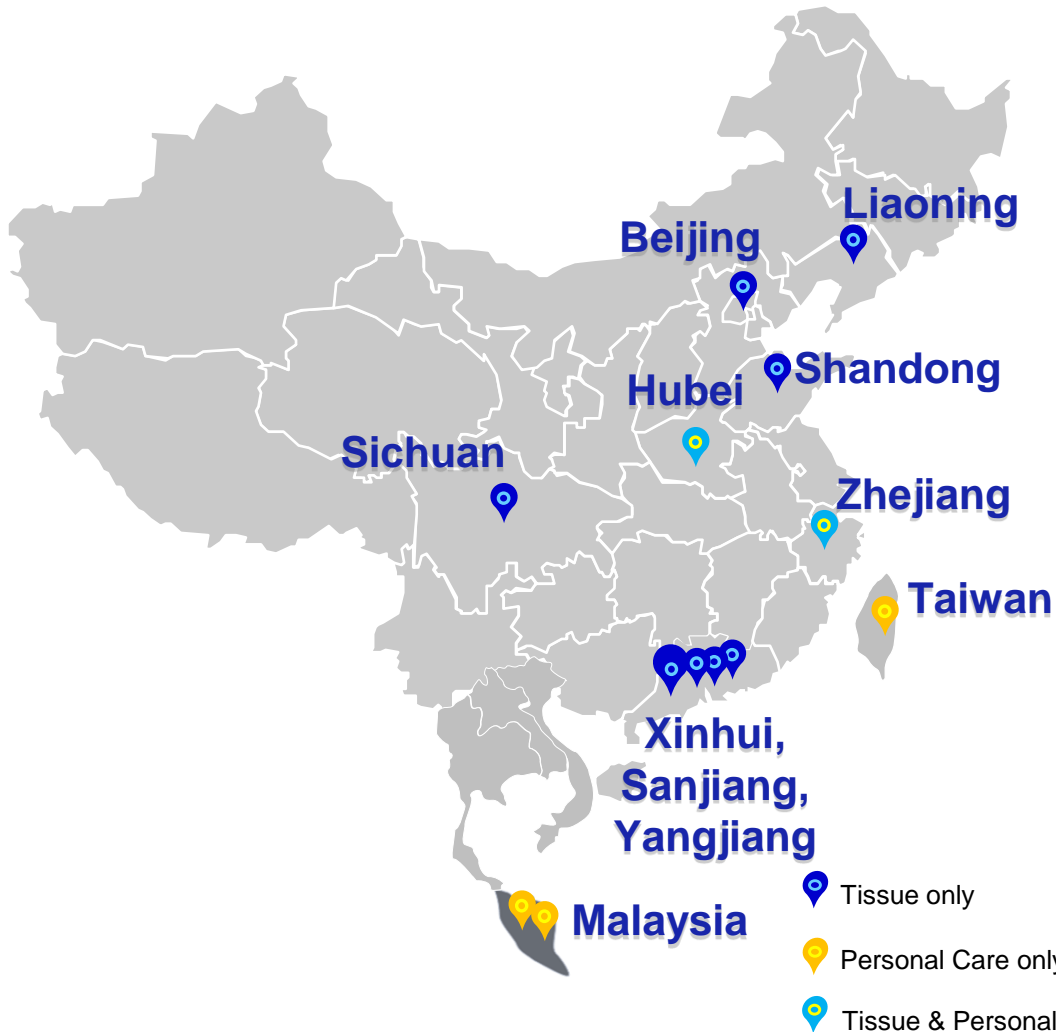 Liaoning
Beijing
Shandong
Hubei
Sichuan
Zhejiang
Taiwan
Xinhui,
Sanjiang,
Yangjiang
Malaysia
Tissue only
Personal Care only
Tissue & Personal